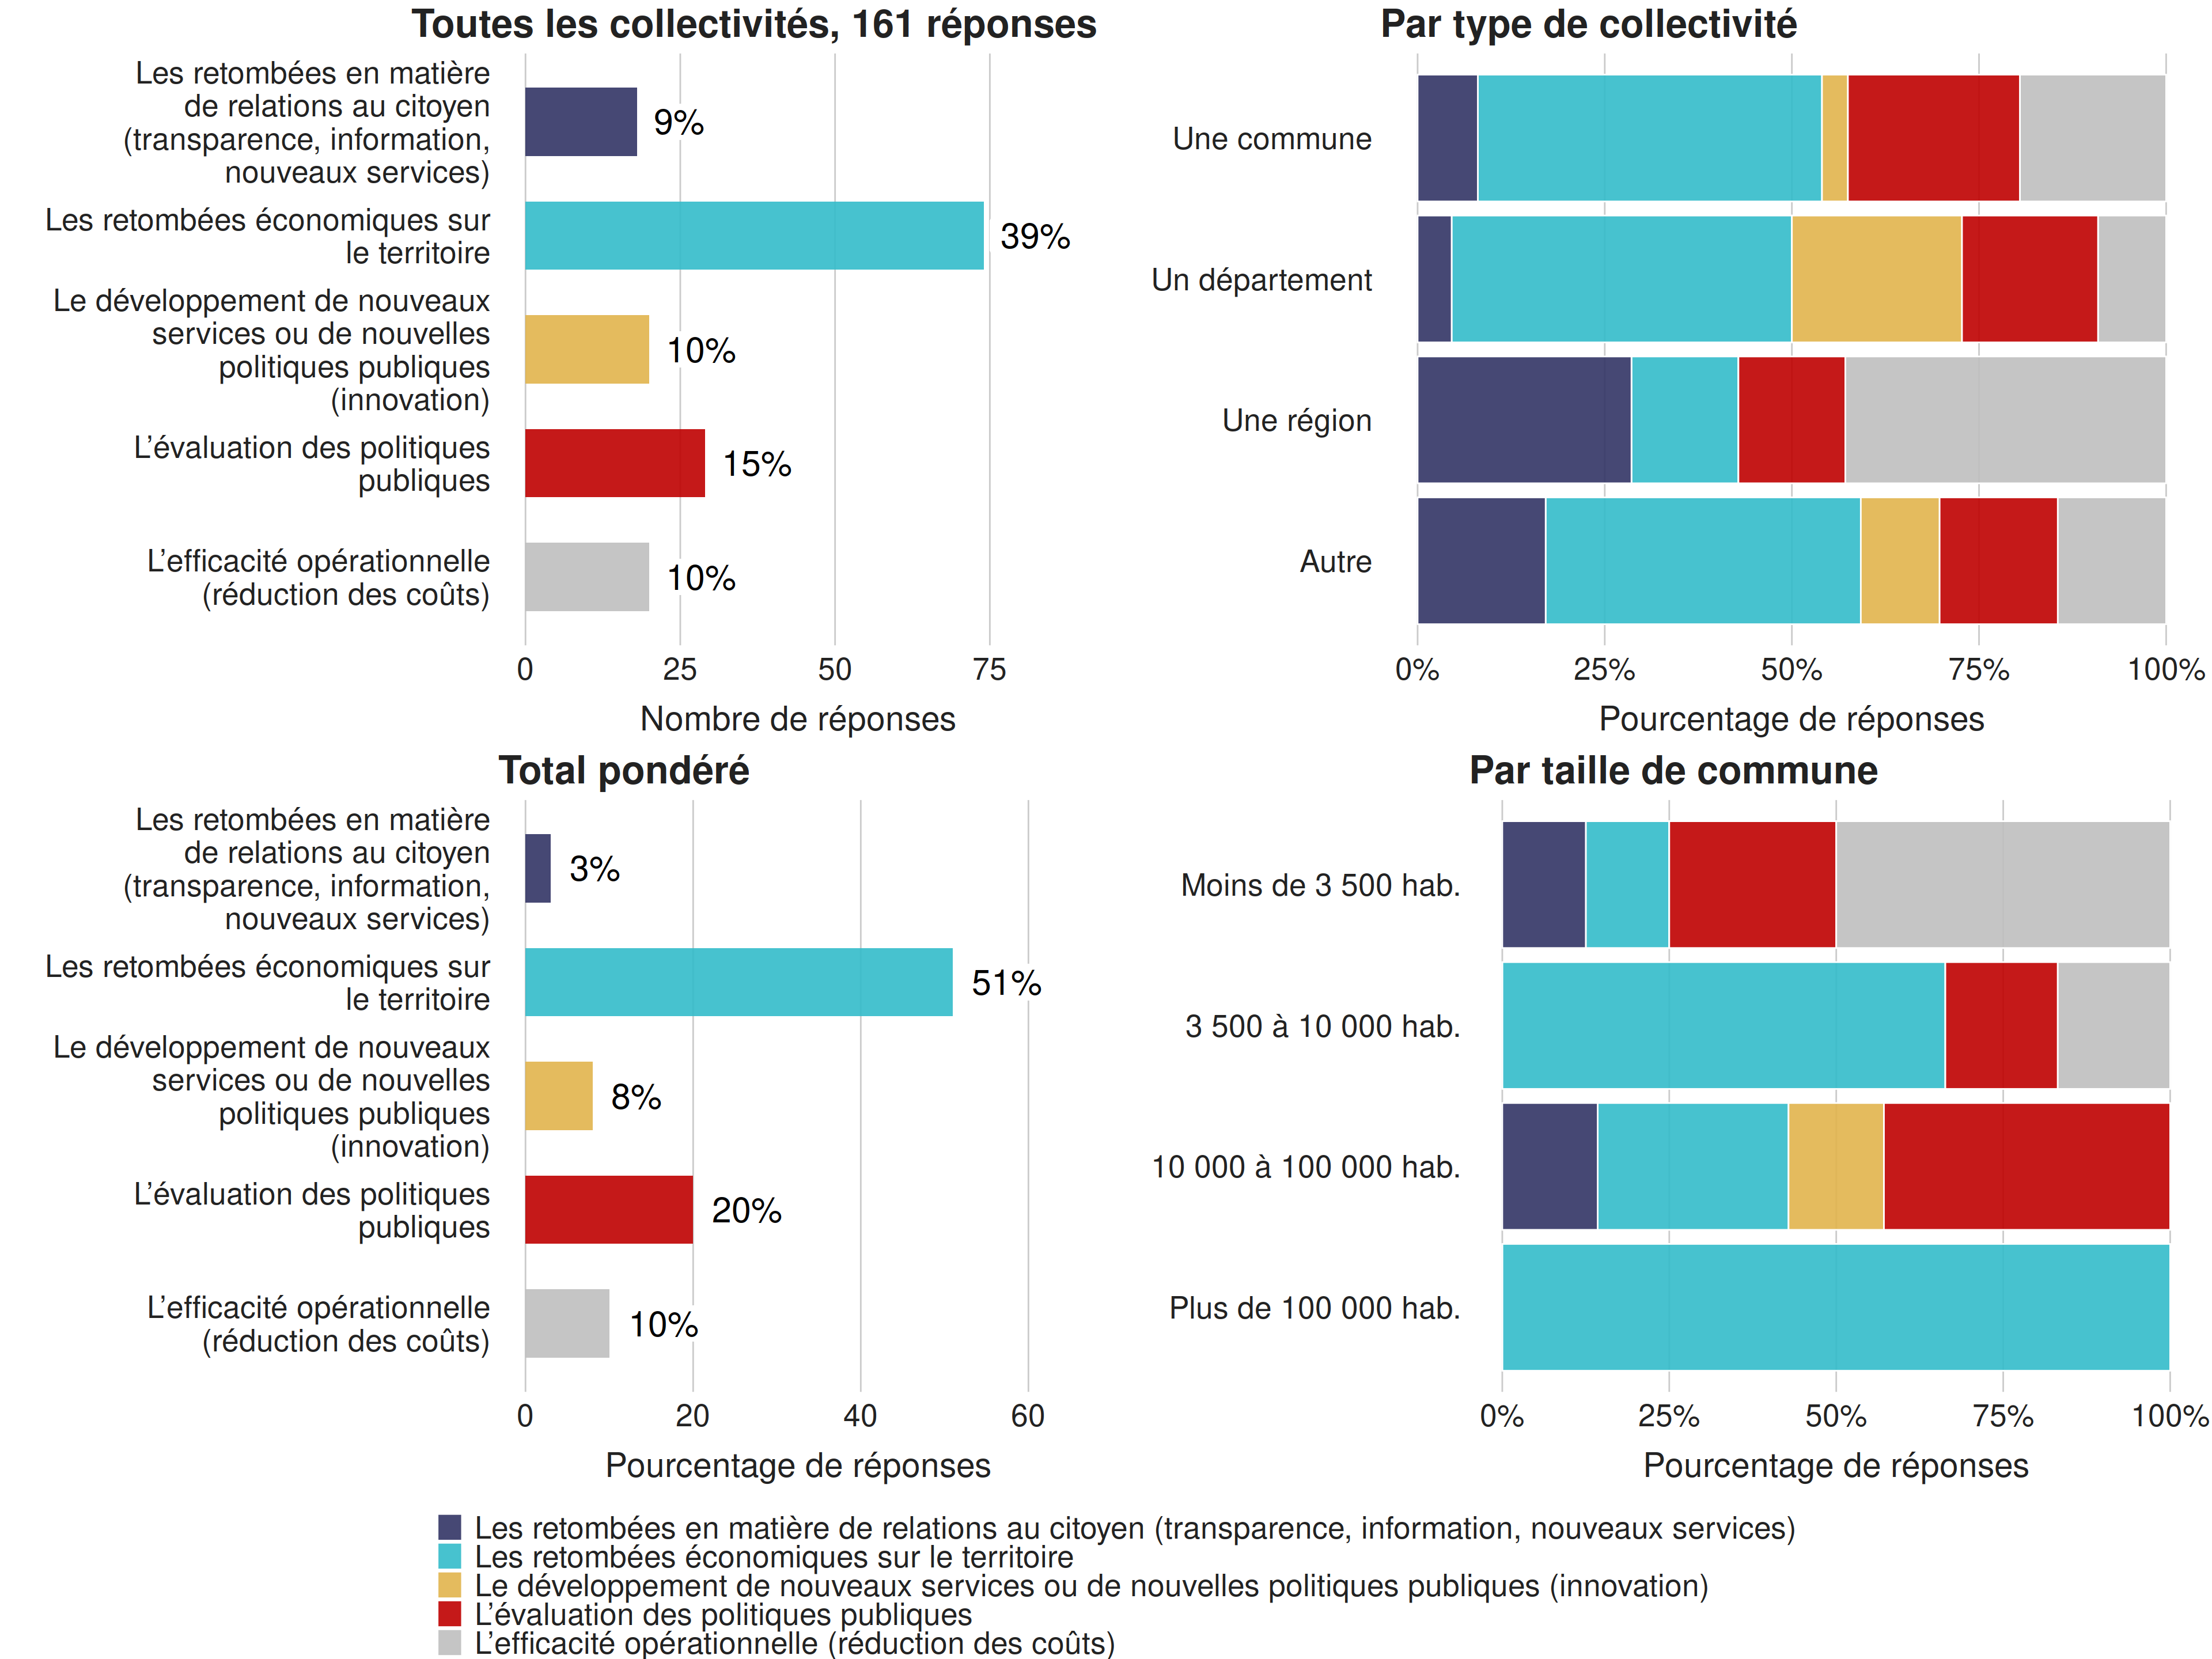 Toutes les collectivités, 161 réponses
Les retombées en matière
de relations au citoyen
(transparence, information,
nouveaux services)
9%
Les retombées économiques sur
le territoire
39%
Le développement de nouveaux
services ou de nouvelles
politiques publiques
(innovation)
10%
L’évaluation des politiques
publiques
15%
L’efficacité opérationnelle
(réduction des coûts)
10%
0 25 50 75
Nombre de réponses
Par type de collectivité
Une commune
Un département
Une région
Autre
0% 25% 50% 75% 100%
Pourcentage de réponses
Total pondéré
Les retombées en matière
de relations au citoyen
(transparence, information,
nouveaux services)
3%
Les retombées économiques sur
le territoire
51%
Le développement de nouveaux
services ou de nouvelles
politiques publiques
(innovation)
8%
L’évaluation des politiques
publiques
20%
L’efficacité opérationnelle
(réduction des coûts)
10%
0 20 40 60
Pourcentage de réponses
Par taille de commune
Moins de 3 500 hab.
3 500 à 10 000 hab.
10 000 à 100 000 hab.
Plus de 100 000 hab.
0% 25% 50% 75% 100%
Pourcentage de réponses
Les retombées en matière de relations au citoyen (transparence, information, nouveaux services)
Les retombées économiques sur le territoire
Le développement de nouveaux services ou de nouvelles politiques publiques (innovation)
L’évaluation des politiques publiques
L’efficacité opérationnelle (réduction des coûts)